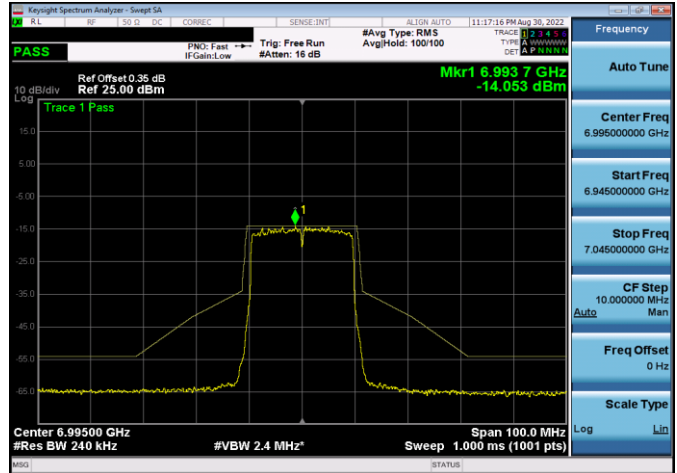 Keysight Spectrum Analyzer - Swept SA
RL RF 50 Ω DC CORREC SENSE:INT ALIGN AUTO 11:17:16 PM Aug 30, 2022
PASS
PNO: Fast
IFGain:Low
Trig: Free Run
#Atten: 16 dB
#Avg Type: RMS
Avg|Hold: 100/100
TRACE 1 2 3 4 5 6
TYPE A WWWWW
DET A P N N N N
Frequency
Ref Offset 0.35 dB
10 dB/div Ref 25.00 dBm
Log
Mkr1 6.993 7 GHz
-14.053 dBm
Trace 1 Pass
15.0
5.00
-5.00
-15.0
-25.0
-35.0
-45.0
-55.0
-65.0
1
Center 6.99500 GHz
#Res BW 240 kHz
#VBW 2.4 MHz*
Span 100.0 MHz
Sweep 1.000 ms (1001 pts)
Auto Tune
Center Freq
6.995000000 GHz
Start Freq
6.945000000 GHz
Stop Freq
7.045000000 GHz
CF Step
10.000000 MHz
Auto Man
Freq Offset
0 Hz
Scale Type
Log Lin
MSG STATUS